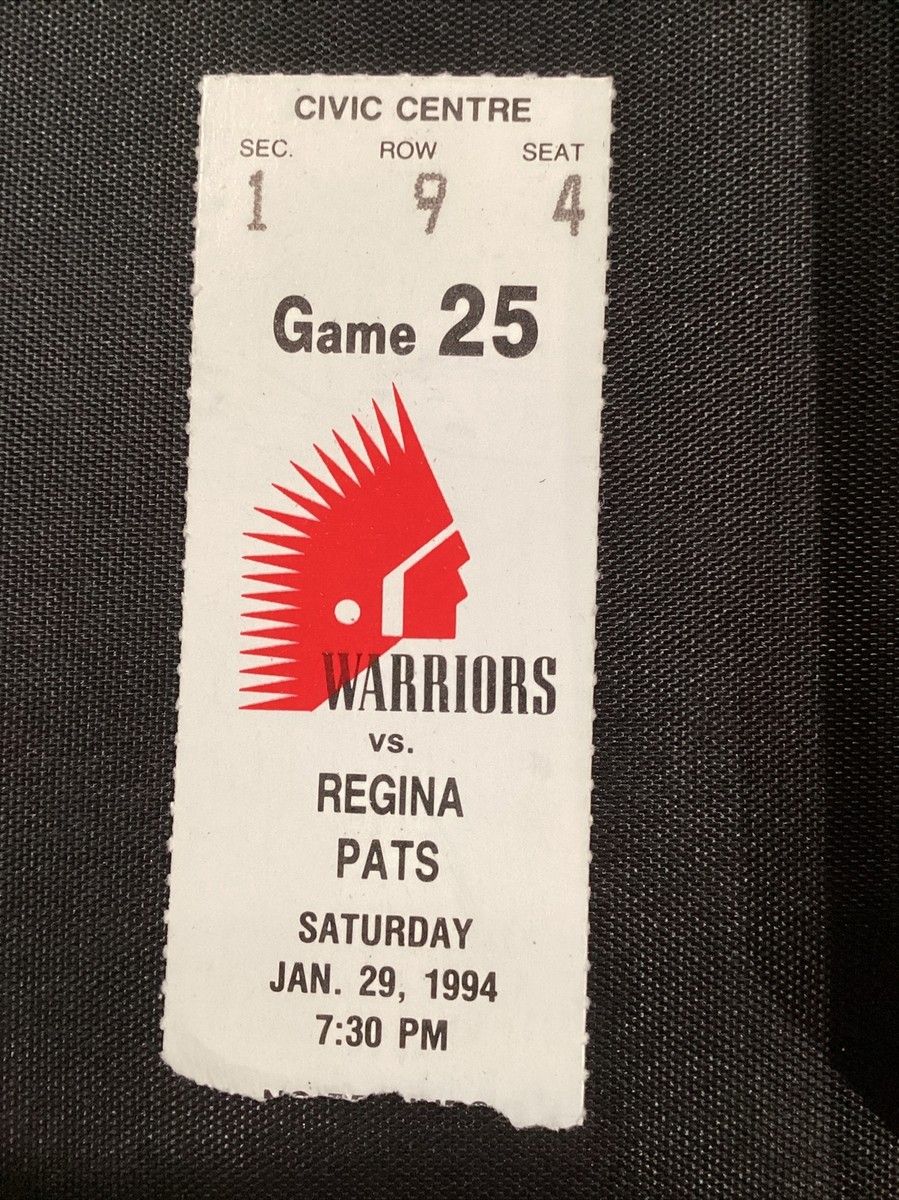 CIVIC CENTRE
SEC. ROW SEAT
1 9 4
Game 25
WARRIORS
vs.
REGINA
PATS
SATURDAY
JAN. 29, 1994
7:30 PM